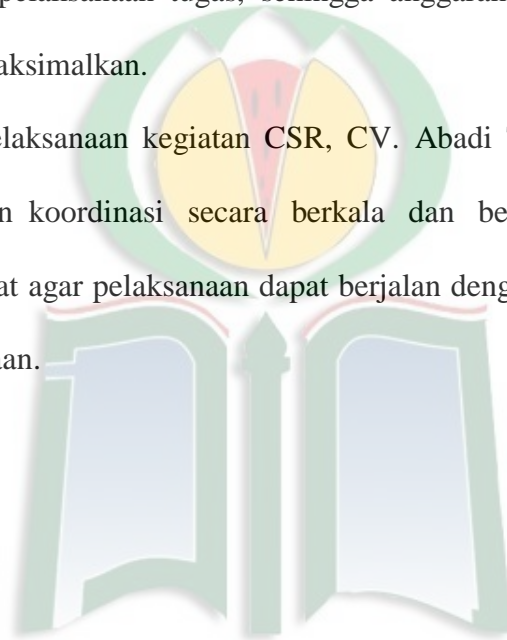 pelaksanaan tugas, sehingga anggaran
aksimalkan.
elaksanaan kegiatan CSR, CV. Abadi
n koordinasi secara berkala dan be
at agar pelaksanaan dapat berjalan deng
aan.